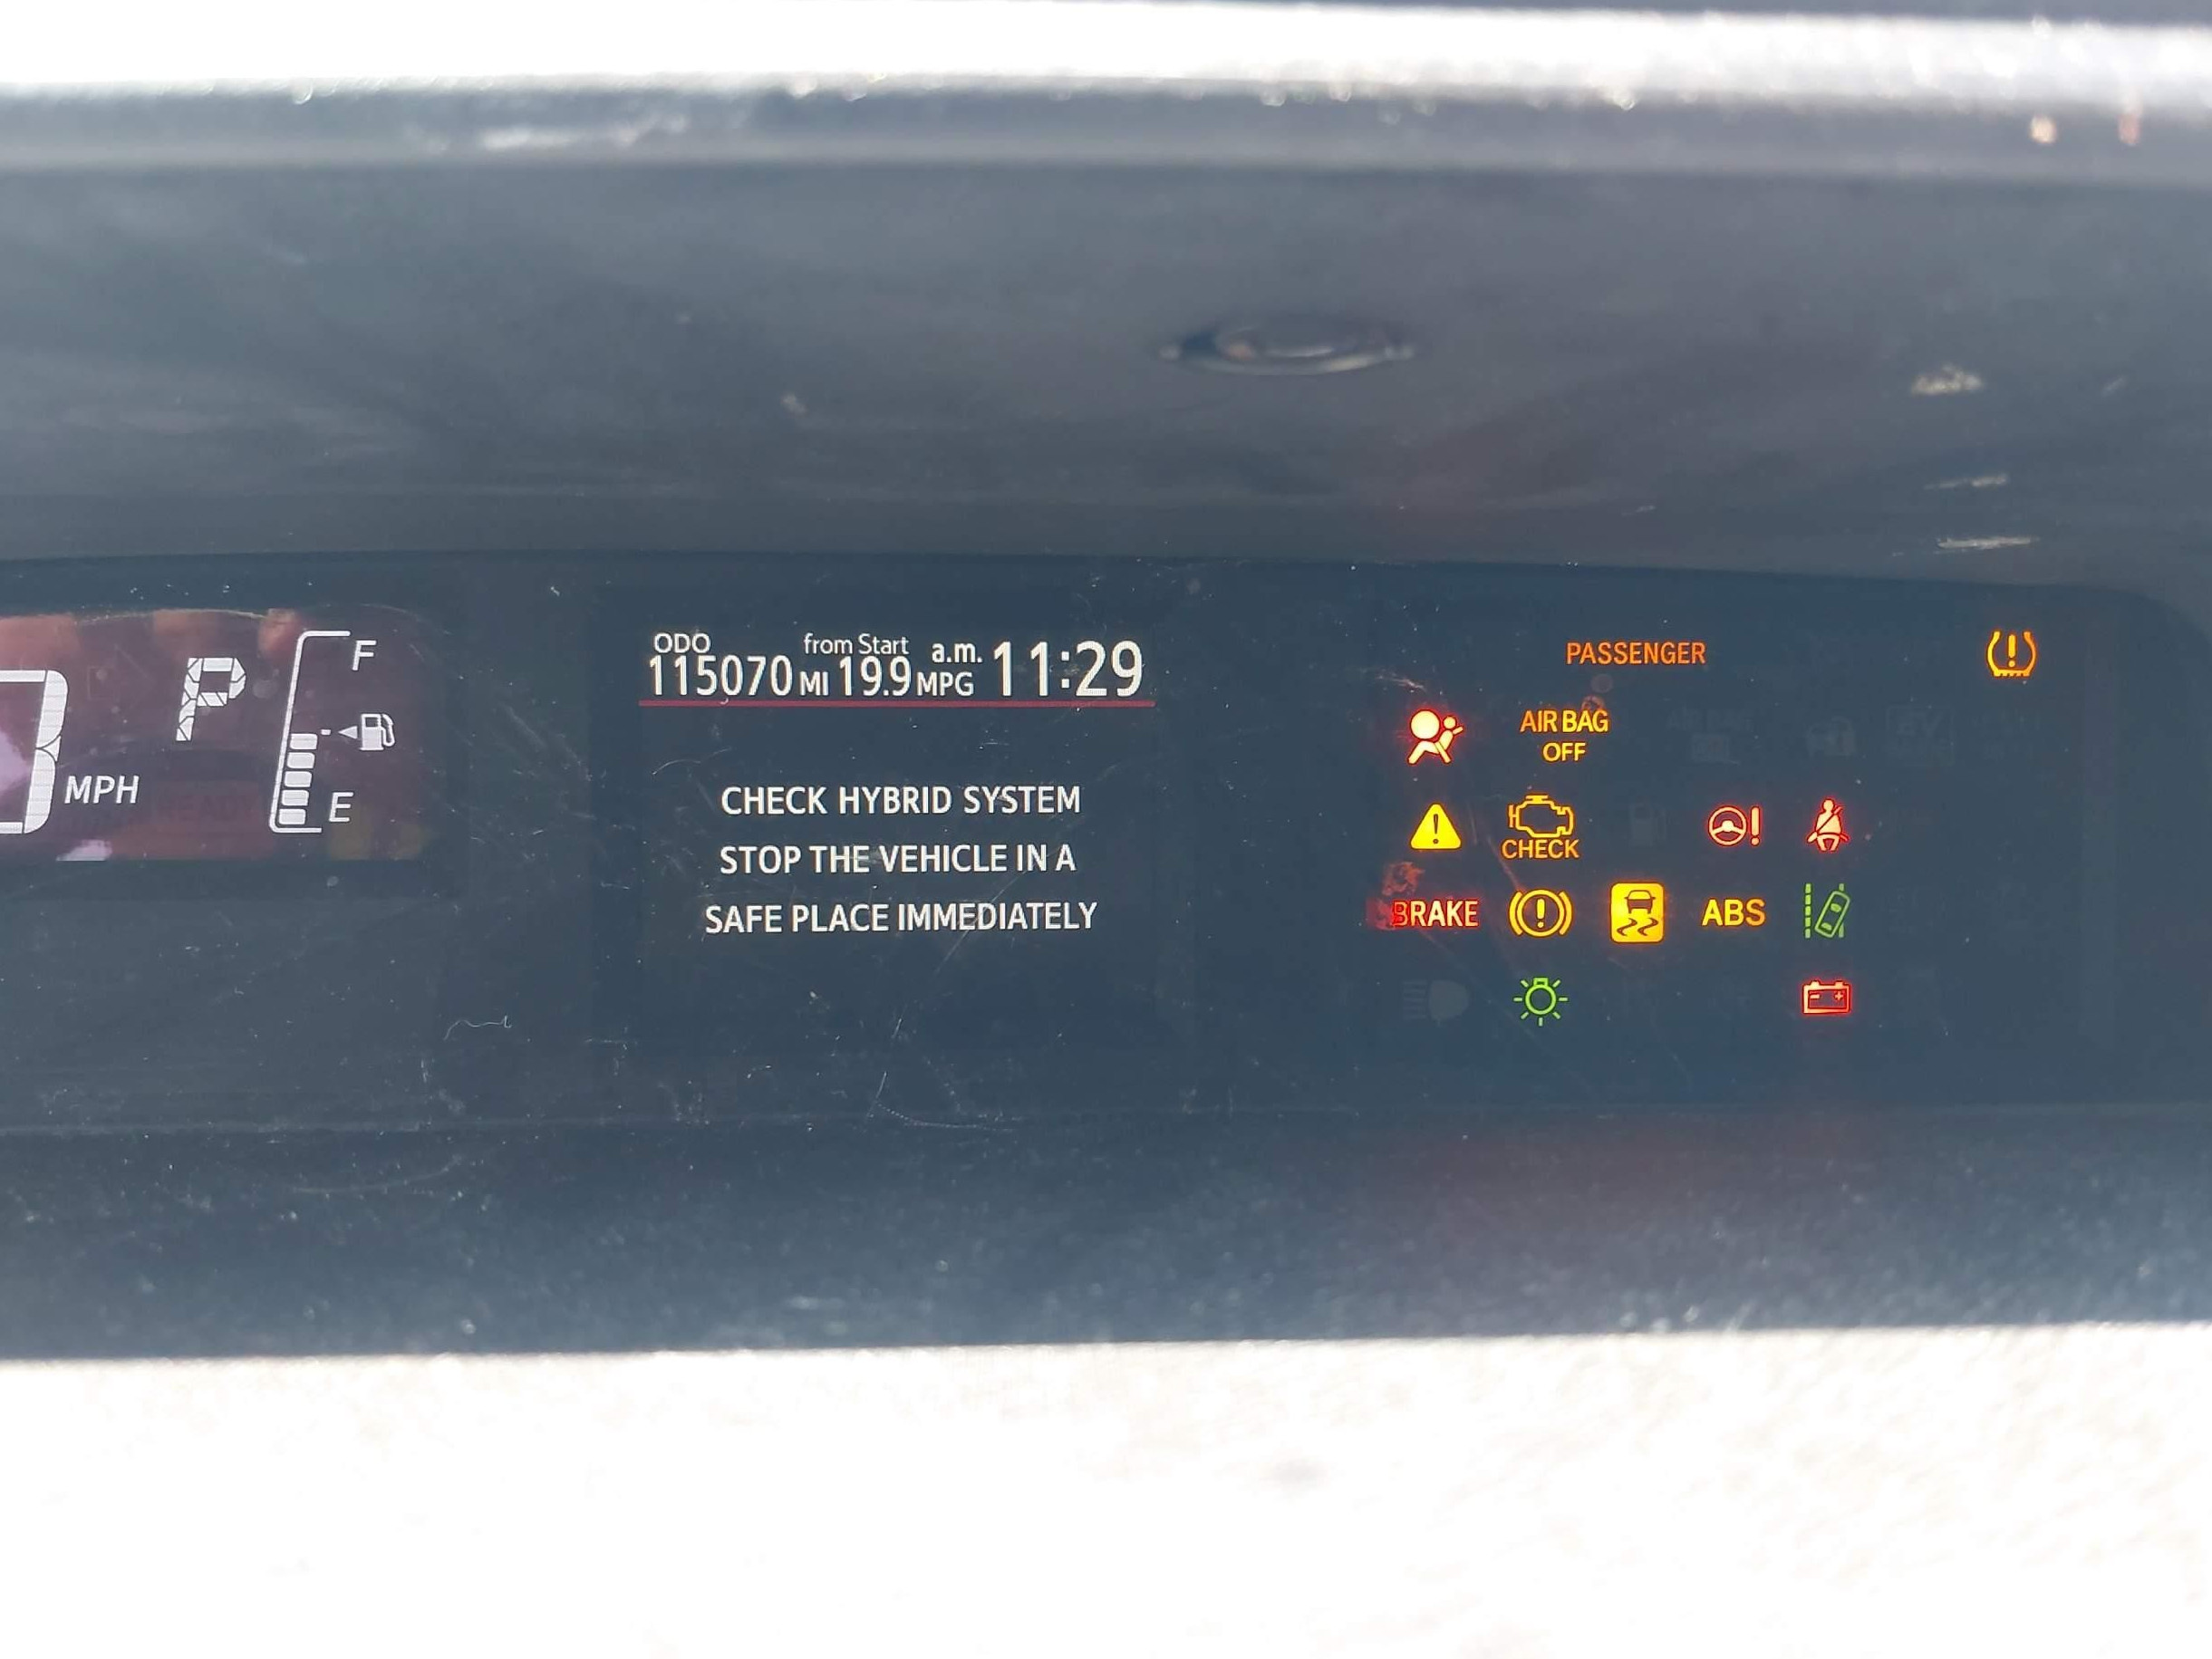 0 MPH
P
F
E
ODO from Start a.m. 11:29
115070 MI 19.9 MPG
CHECK HYBRID SYSTEM
STOP THE VEHICLE IN A
SAFE PLACE IMMEDIATELY
PASSENGER
AIR BAG
OFF
CHECK
BRAKE
ABS